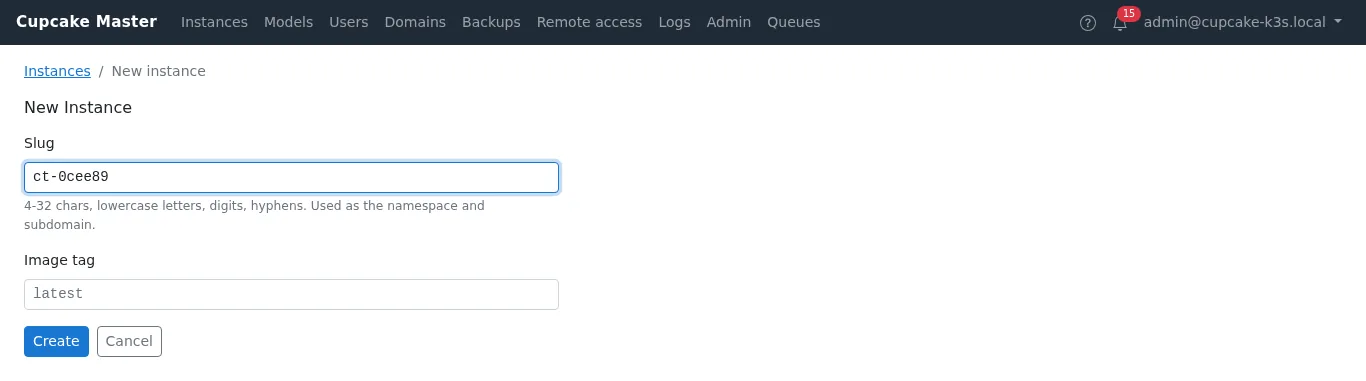 Cupcake Master Instances Models Users Domains Backups Remote access Logs Admin Queues 15 admin@cupcake-k3s.local
Instances / New instance
New Instance
Slug
ct-0cee89
4-32 chars, lowercase letters, digits, hyphens. Used as the namespace and
subdomain.
Image tag
latest
Create Cancel